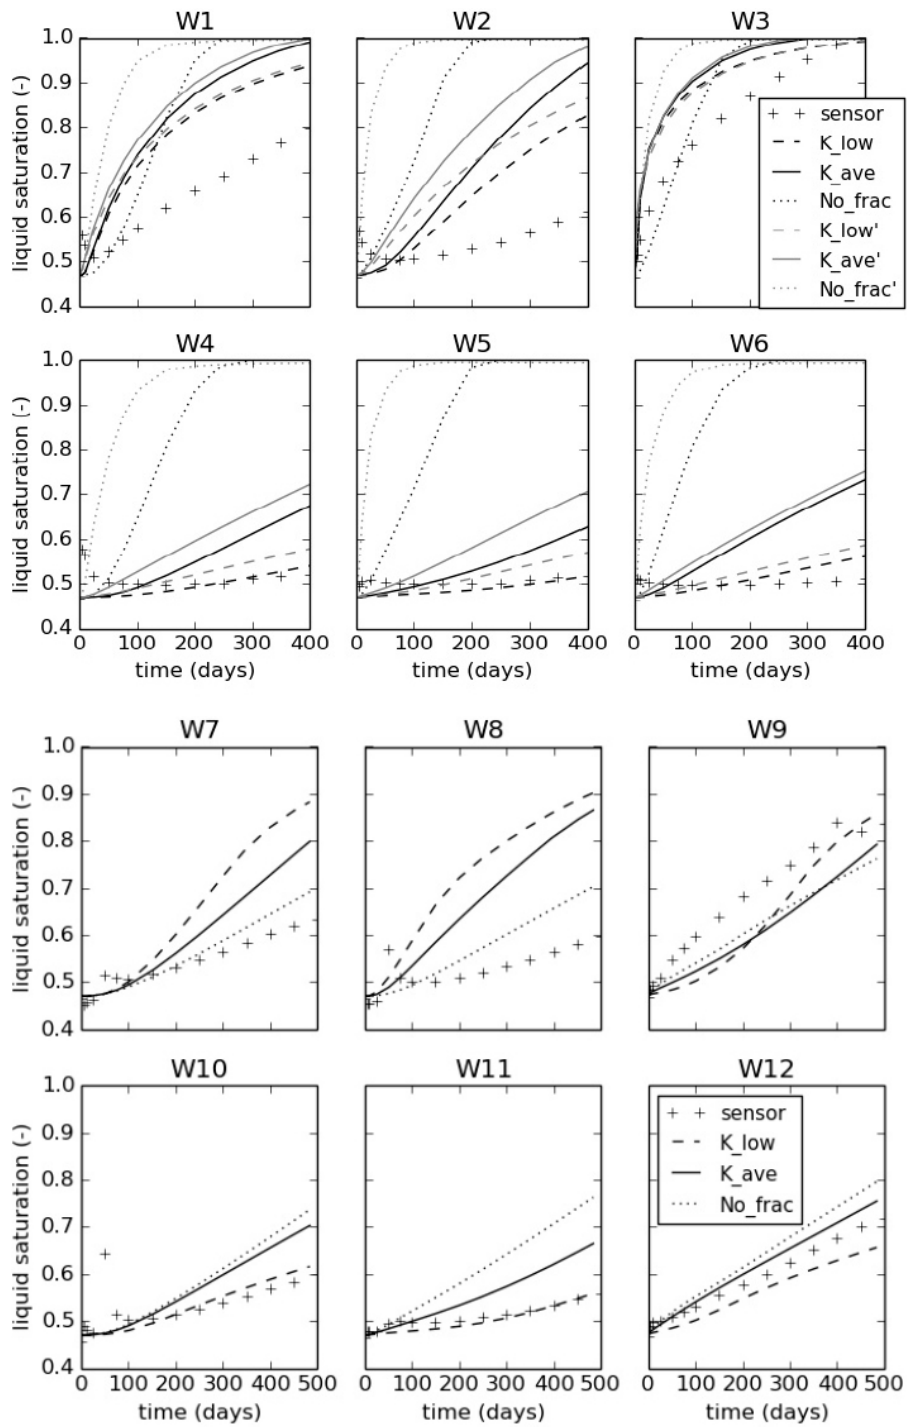 W1 W2 W3
liquid saturation (-)
1.0
0.9
0.8
0.7
0.6
0.5
0.4
+ + sensor
K_low
K_ave
No_frac
K_low'
K_ave'
No_frac'
W4 W5 W6
liquid saturation (-)
1.0
0.9
0.8
0.7
0.6
0.5
0.4
0 100 200 300 400 0 100 200 300 400 0 100 200 300 400
time (days) time (days) time (days)
W7 W8 W9
liquid saturation (-)
1.0
0.9
0.8
0.7
0.6
0.5
0.4
W10 W11 W12
liquid saturation (-)
1.0
0.9
0.8
0.7
0.6
0.5
0.4
+ + sensor
K_low
K_ave
No_frac
0 100 200 300 400 500 0 100 200 300 400 500 0 100 200 300 400 500
time (days) time (days) time (days)